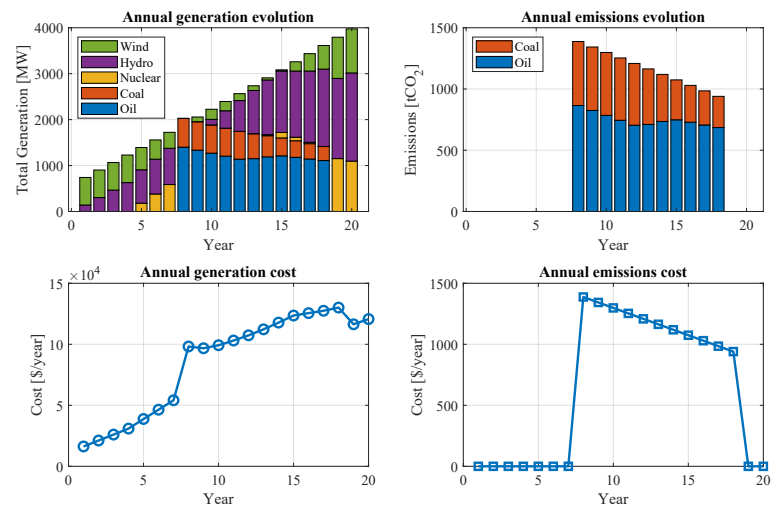 Annual generation evolution
Total Generation [MW]
4000
3000
2000
1000
0
Wind
Hydro
Nuclear
Coal
Oil
0 5 10 15 20
Year
Annual emissions evolution
Emissions [tCO2]
1500
1000
500
0
Coal
Oil
0 5 10 15 20
Year
Annual generation cost
×10^4
Cost [$/year]
15
10
5
0
0 5 10 15 20
Year
Annual emissions cost
Cost [$/year]
1500
1000
500
0
0 5 10 15 20
Year